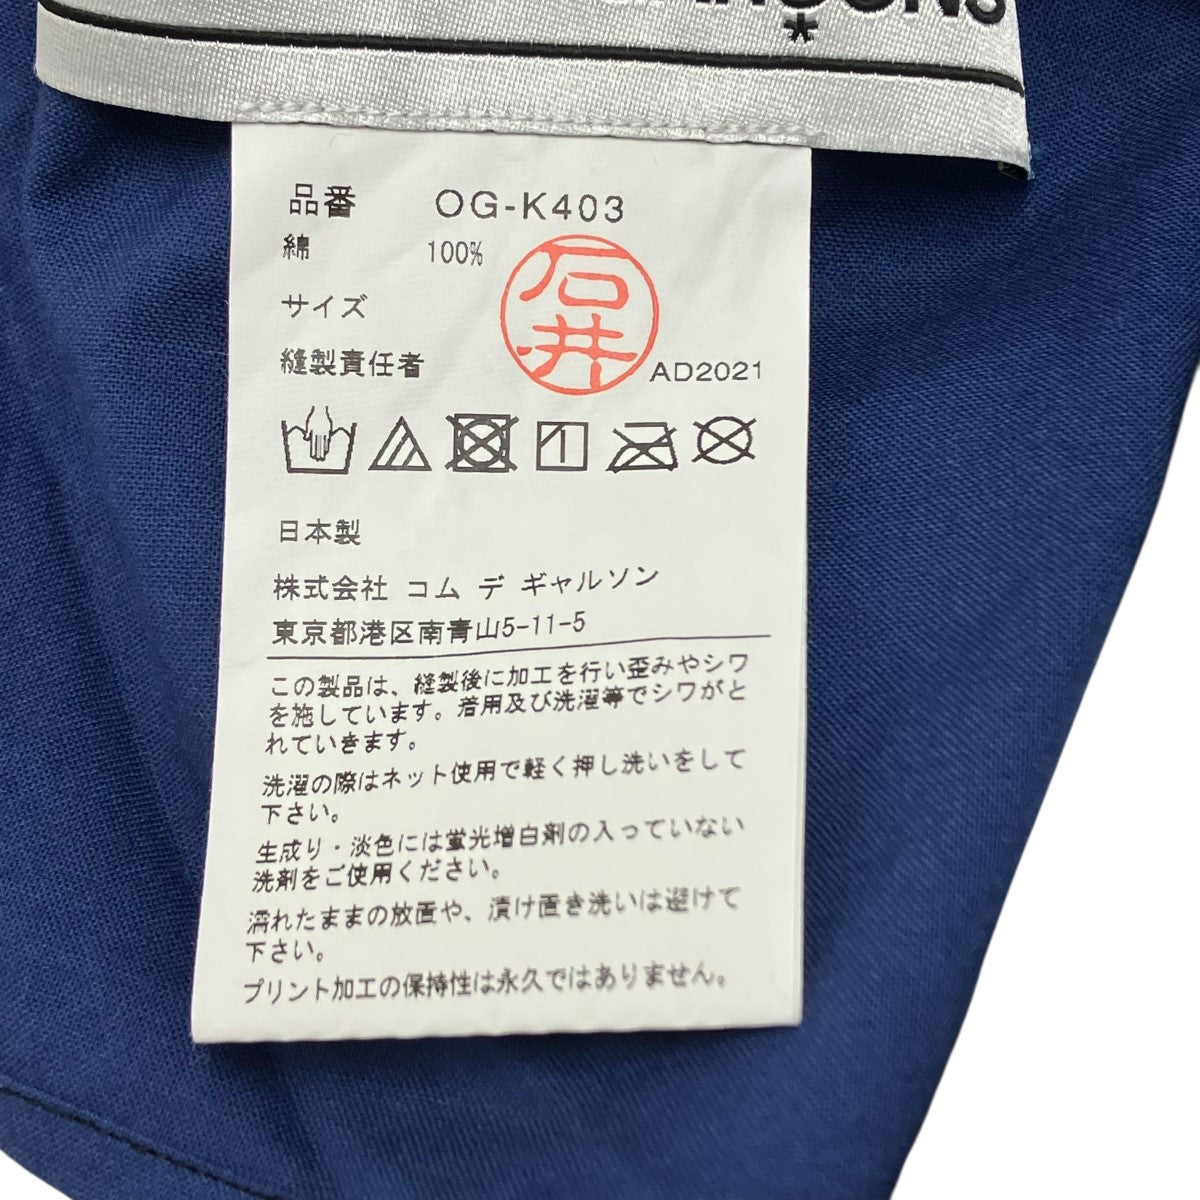 品番 OG-K403
綿 100%
サイズ
縫製責任者 石井 AD2021
日本製
株式会社 コム デ ギャルソン
東京都港区南青山5-11-5
この製品は、縫製後に加工を行い歪みやシワ
を施しています。着用及び洗濯等でシワがと
れていきます。
洗濯の際はネット使用で軽く押し洗いをして
下さい。
生成り・淡色には蛍光増白剤の入っていない
洗剤をご使用ください。
濡れたままの放置や、漬け置き洗いは避けて
下さい。
プリント加工の保持性は永久ではありません。